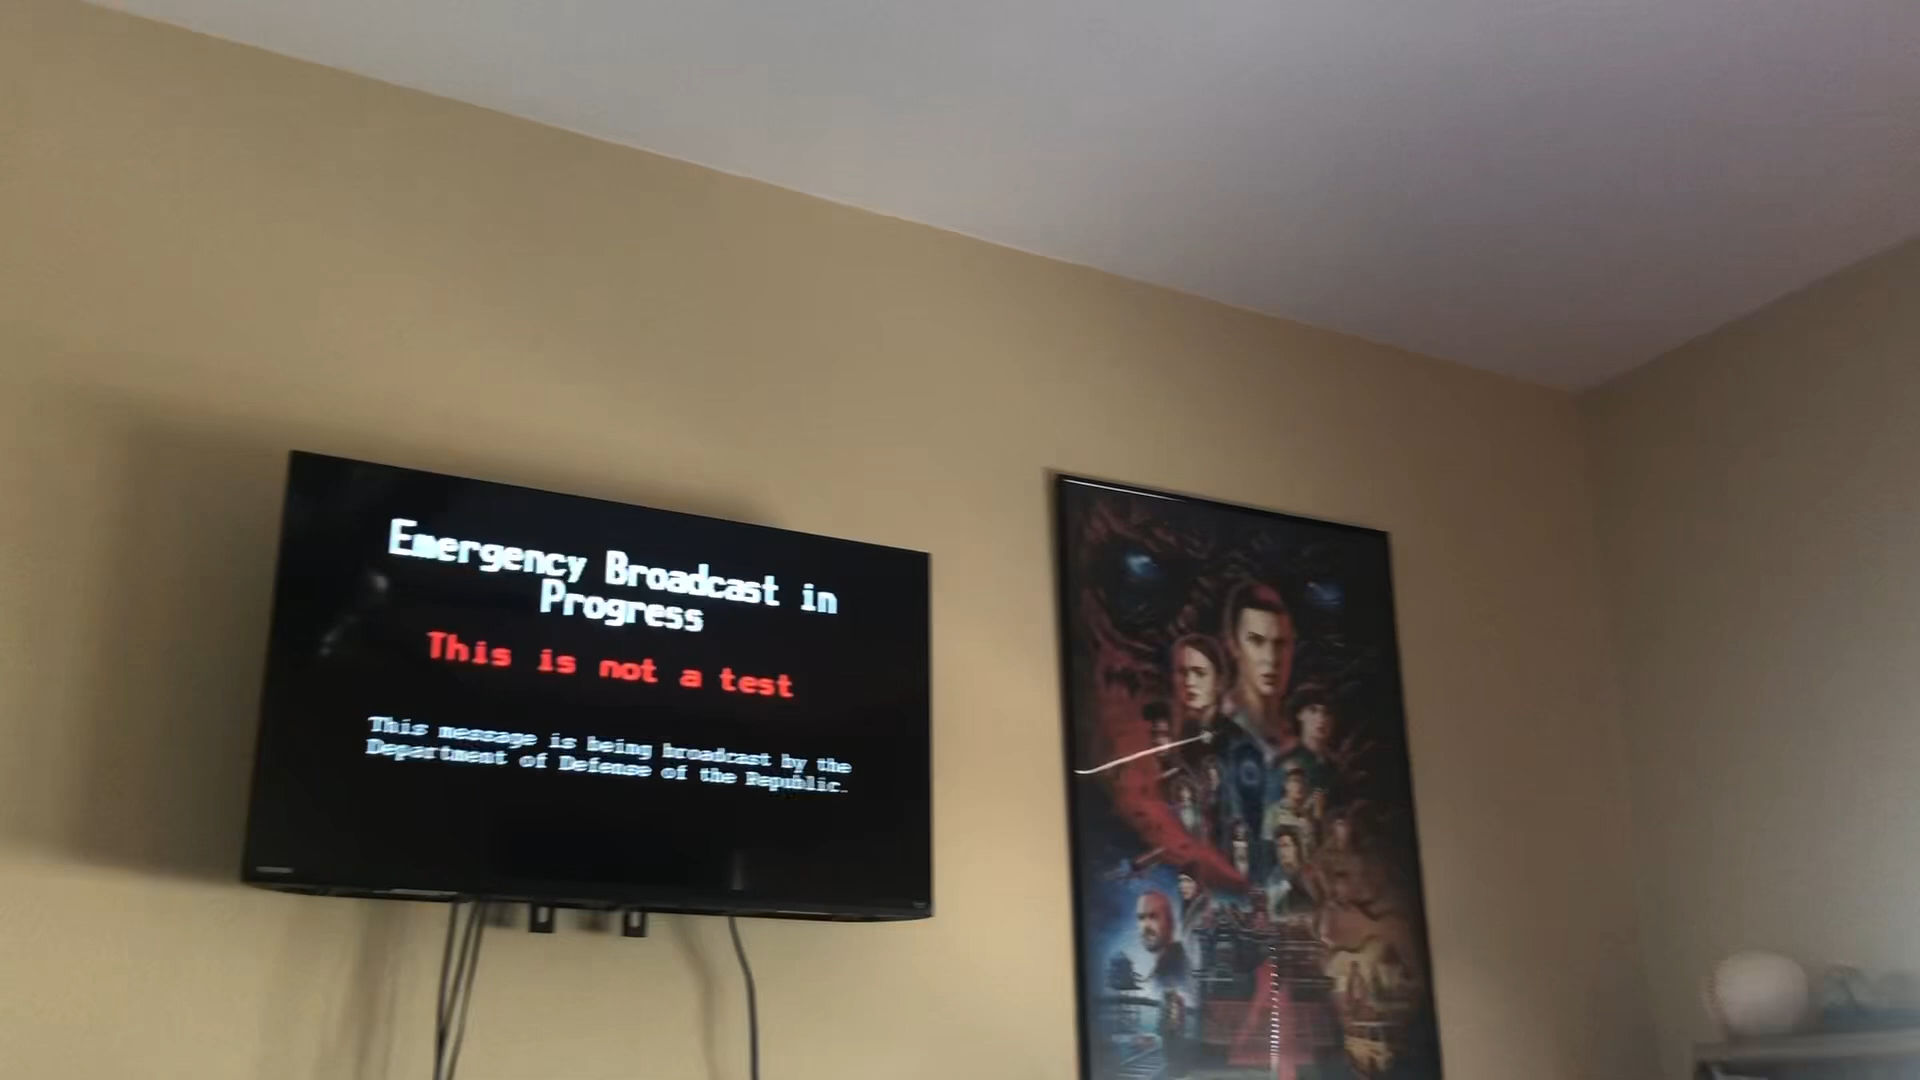 Emergency Broadcast in
Progress
This is not a test
This message is being broadcast by the
Department of Defense of the Republic.